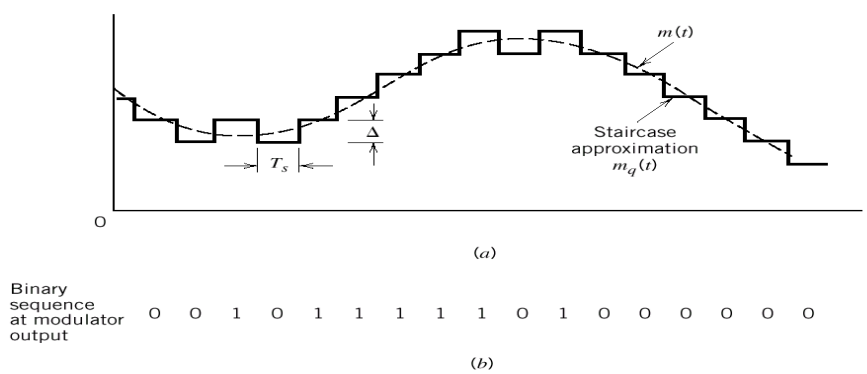 m(t)
Δ
Staircase
approximation
m_q(t)
T_s
0
(a)
Binary
sequence
at modulator
output
0 0 1 0 1 1 1 1 1 0 1 0 0 0 0 0 0
(b)